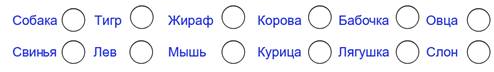 Собака Тигр Жираф Корова Бабочка Овца
Свинья Лев Мышь Курица Лягушка Слон